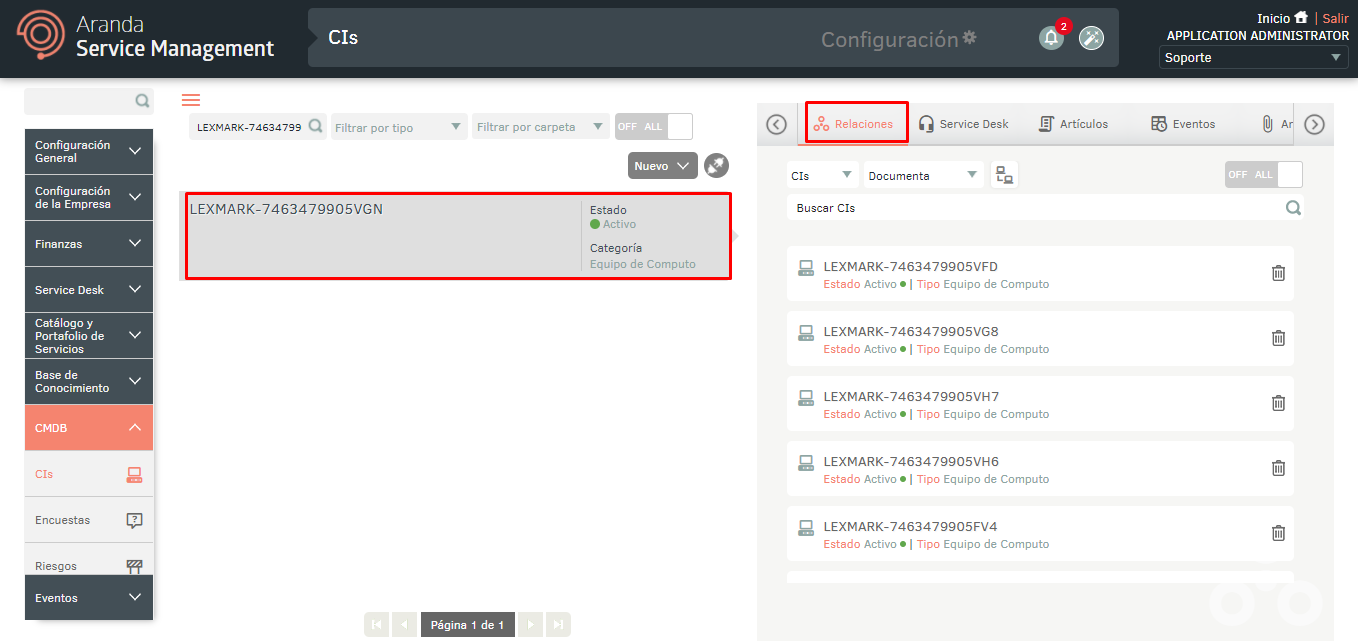 Aranda
Service Management
CIs
Configuración
2
Inicio | Salir
APPLICATION ADMINISTRATOR
Soporte
Configuración
General
Configuración
de la Empresa
Finanzas
Service Desk
Catálogo y
Portafolio de
Servicios
Base de
Conocimiento
CMDB
CIs
Encuestas
Riesgos
Eventos
LEXMARK-74634799
Filtrar por tipo
Filtrar por carpeta
OFF ALL
Nuevo
LEXMARK-7463479905VGN
Estado
Activo
Categoría
Equipo de Computo
Página 1 de 1
Relaciones
Service Desk
Artículos
Eventos
Ar
CIs
Documenta
OFF ALL
Buscar CIs
LEXMARK-7463479905VFD
Estado Activo | Tipo Equipo de Computo
LEXMARK-7463479905VG8
Estado Activo | Tipo Equipo de Computo
LEXMARK-7463479905VH7
Estado Activo | Tipo Equipo de Computo
LEXMARK-7463479905VH6
Estado Activo | Tipo Equipo de Computo
LEXMARK-7463479905FV4
Estado Activo | Tipo Equipo de Computo